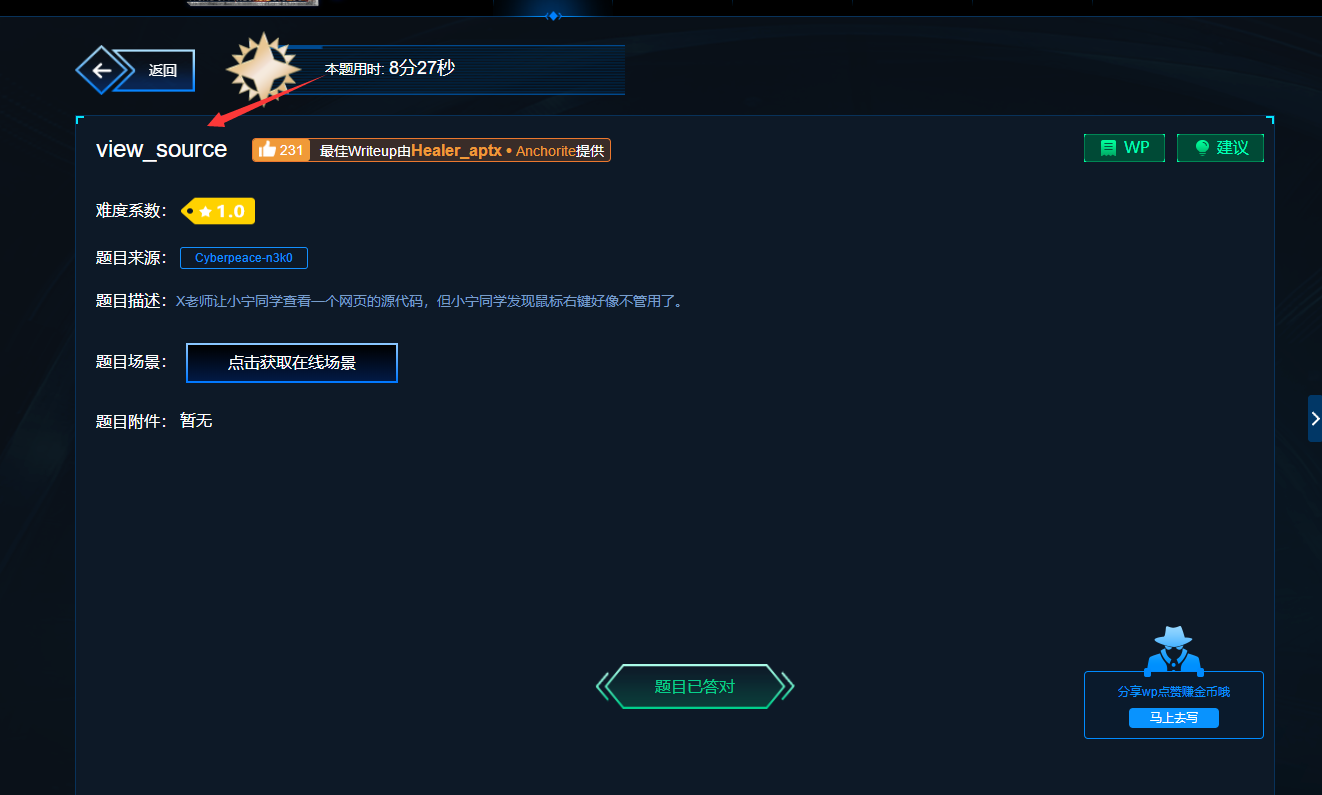 返回
本题用时: 8分27秒
view_source
231 最佳Writeup由Healer_aptx • Anchorite提供
WP
建议
难度系数： 1.0
题目来源： Cyberpeace-n3k0
题目描述： X老师让小宁同学查看一个网页的源代码，但小宁同学发现鼠标右键好像不管用了。
题目场景： 点击获取在线场景
题目附件： 暂无
题目已答对
分享wp点赞赚金币哦
马上去写